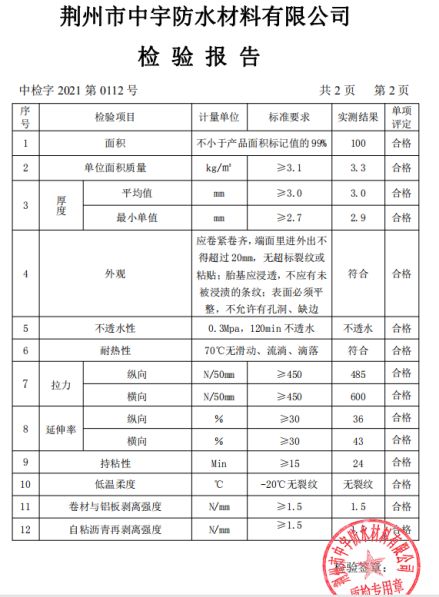 荆州市中宇防水材料有限公司
检 验 报 告
中检字 2021 第 0112 号 共 2 页 第 2 页
序号 检验项目 计量单位 标准要求 实测结果 单项评定
1 面积 不小于产品面积标记值的 99% 100 合格
2 单位面积质量 kg/㎡ ≥3.1 3.3 合格
3 厚度 平均值 mm ≥3.0 3.0 合格
最小单值 mm ≥2.7 2.9 合格
4 外观 应卷紧卷齐，端面里进外出不
得超过 20mm，无超标裂纹或
粘贴；胎基应浸透，不应有未
被浸渍的条纹；表面必须平
整，不允许有孔洞、缺边 符合 合格
5 不透水性 0.3Mpa，120min 不透水 不透水 合格
6 耐热性 70℃无滑动、流滴、滴落 符合 合格
7 拉力 纵向 N/50mm ≥450 485 合格
横向 N/50mm ≥450 600 合格
8 延伸率 纵向 % ≥30 36 合格
横向 % ≥30 43 合格
9 持粘性 Min ≥15 24 合格
10 低温柔度 ℃ -20℃无裂纹 无裂纹 合格
11 卷材与铝板剥离强度 N/mm ≥1.5 1.5 合格
12 自粘沥青再剥离强度 N/mm ≥1.5 合格
检验签章：
荆州市中宇防水材料有限公司
质检专用章